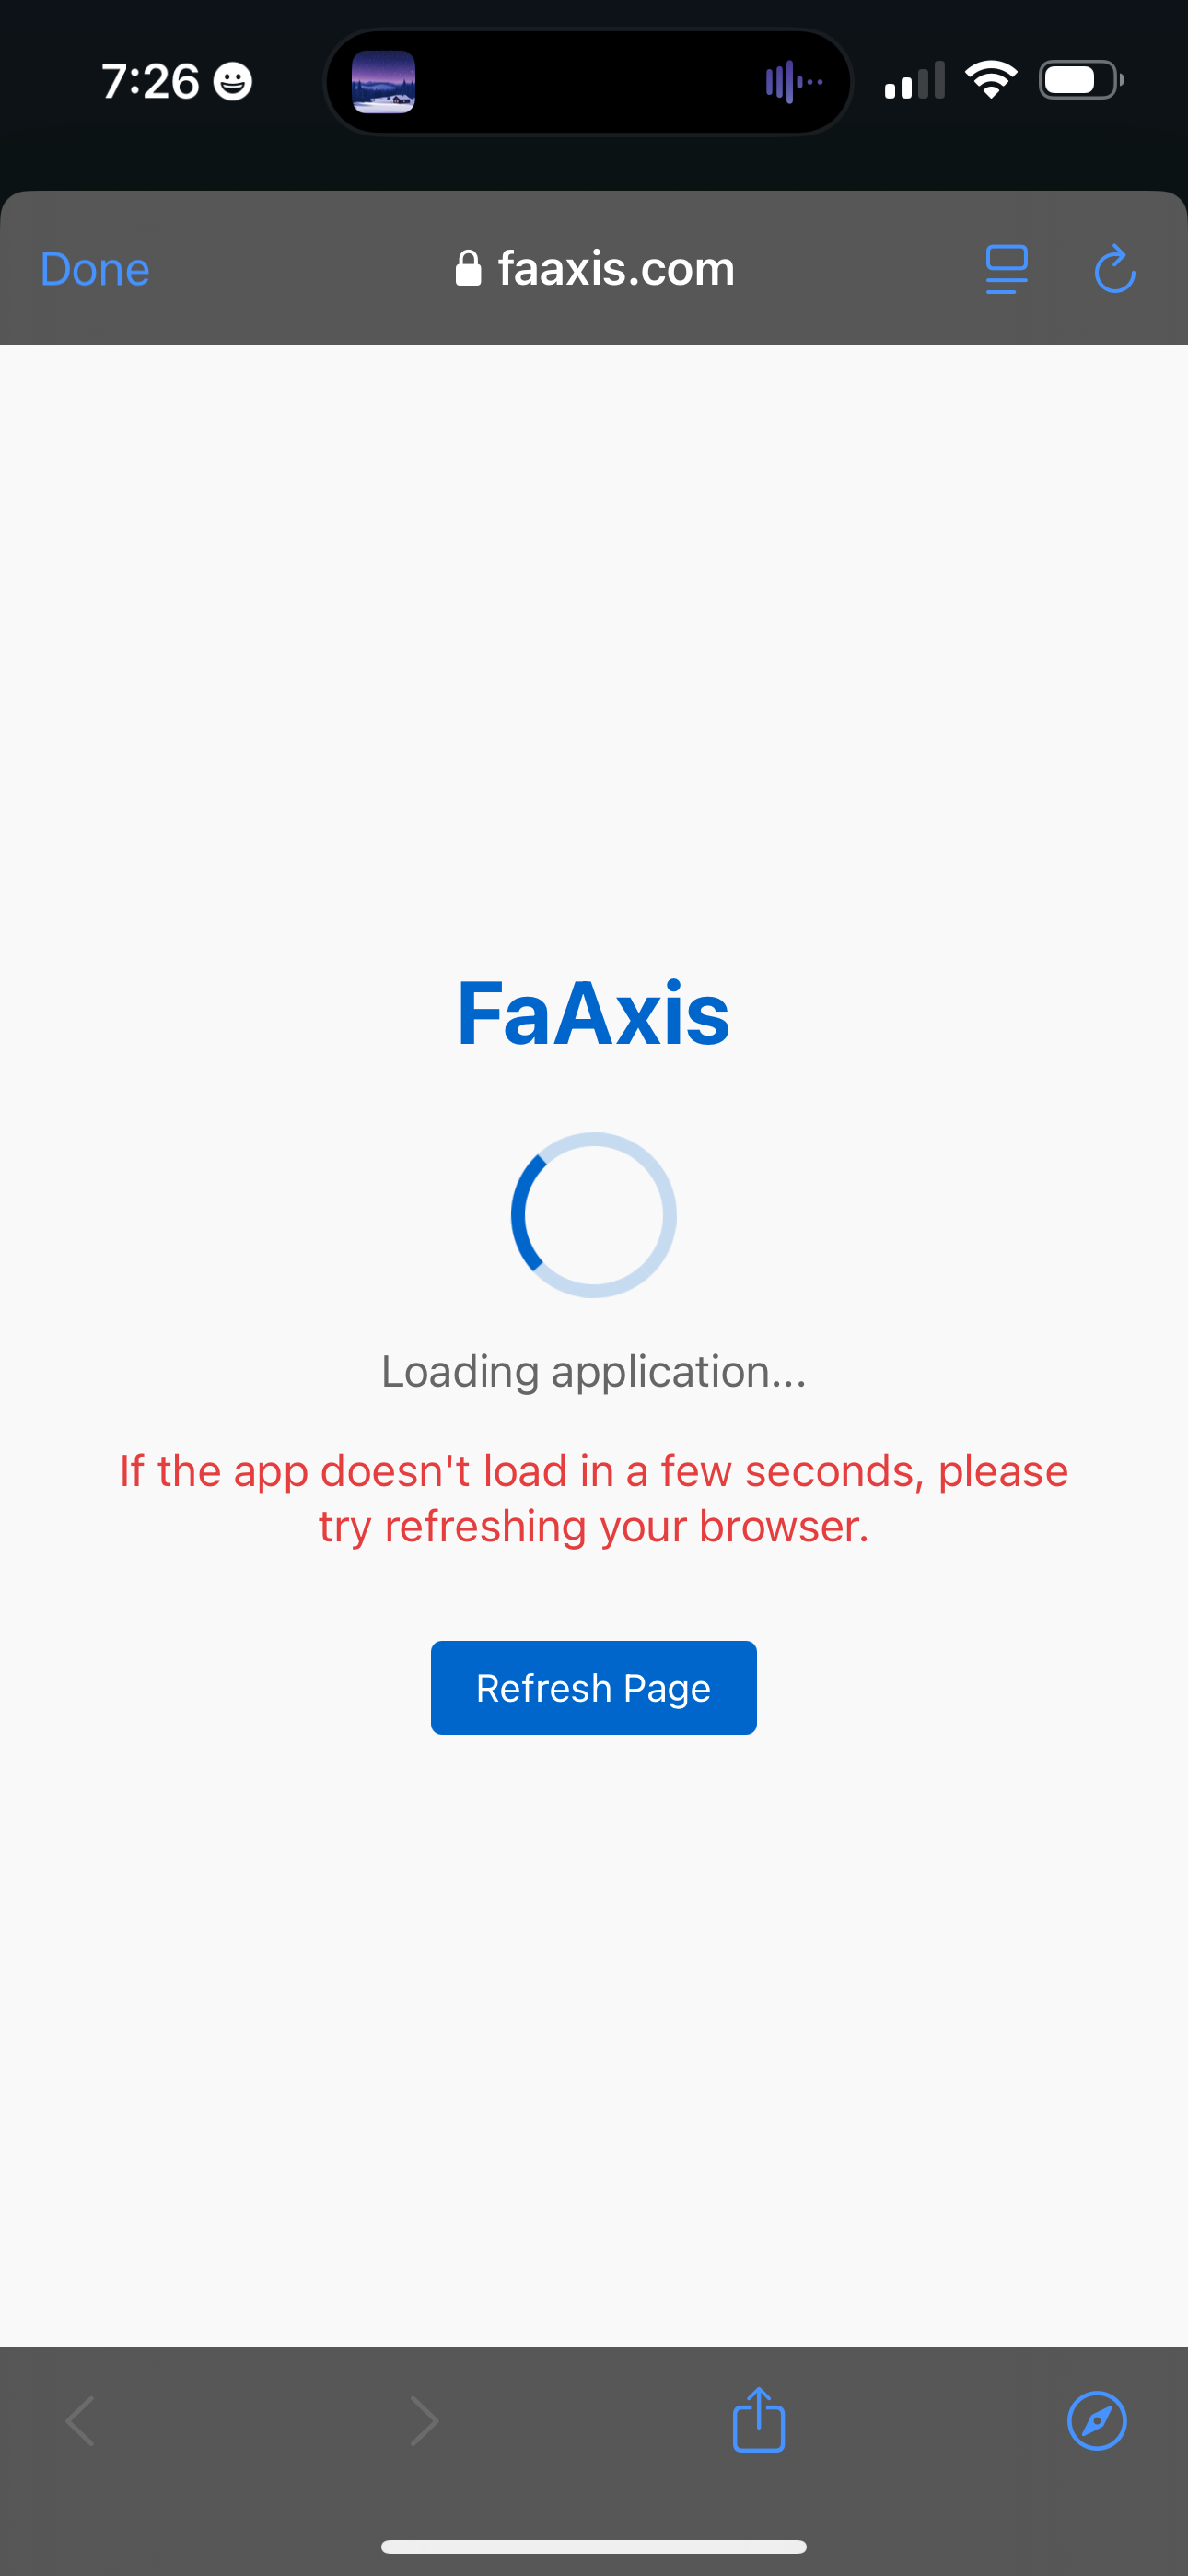 7:26
Done
faaxis.com
FaAxis
Loading application...
If the app doesn't load in a few seconds, please
try refreshing your browser.
Refresh Page